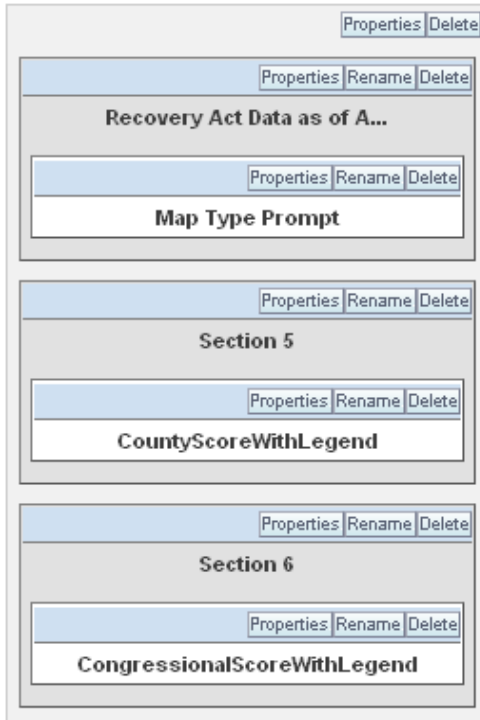 Properties Delete
Properties Rename Delete
Recovery Act Data as of A...
Properties Rename Delete
Map Type Prompt
Properties Rename Delete
Section 5
Properties Rename Delete
CountyScoreWithLegend
Properties Rename Delete
Section 6
Properties Rename Delete
CongressionalScoreWithLegend